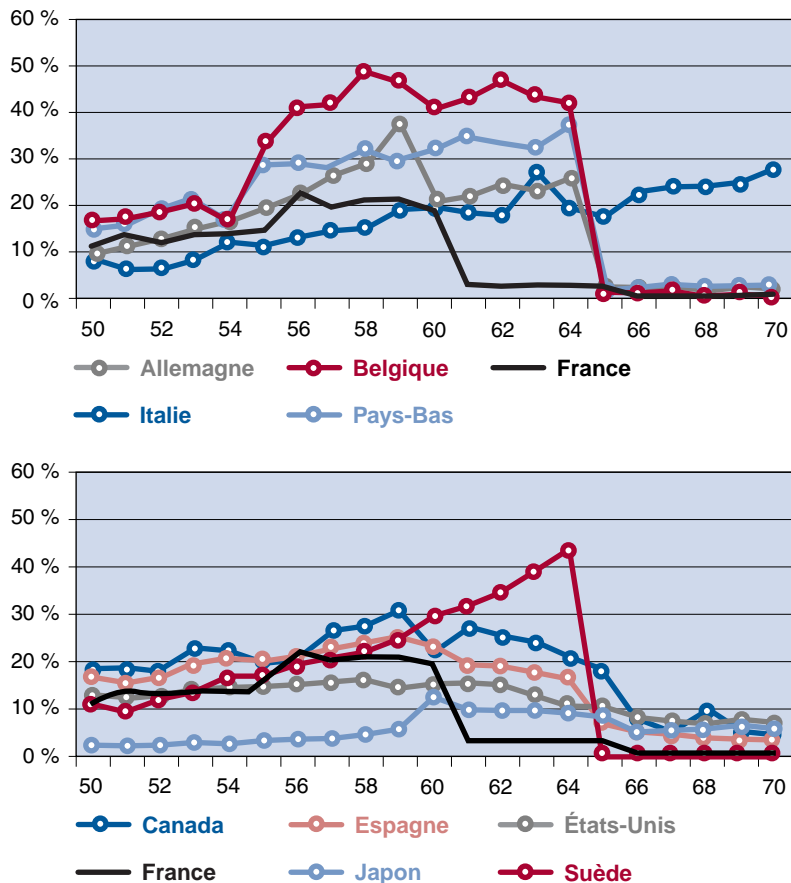 60 %
50 %
40 %
30 %
20 %
10 %
0 %
50 52 54 56 58 60 62 64 66 68 70
Allemagne Belgique France
Italie Pays-Bas
60 %
50 %
40 %
30 %
20 %
10 %
0 %
50 52 54 56 58 60 62 64 66 68 70
Canada Espagne États-Unis
France Japon Suède